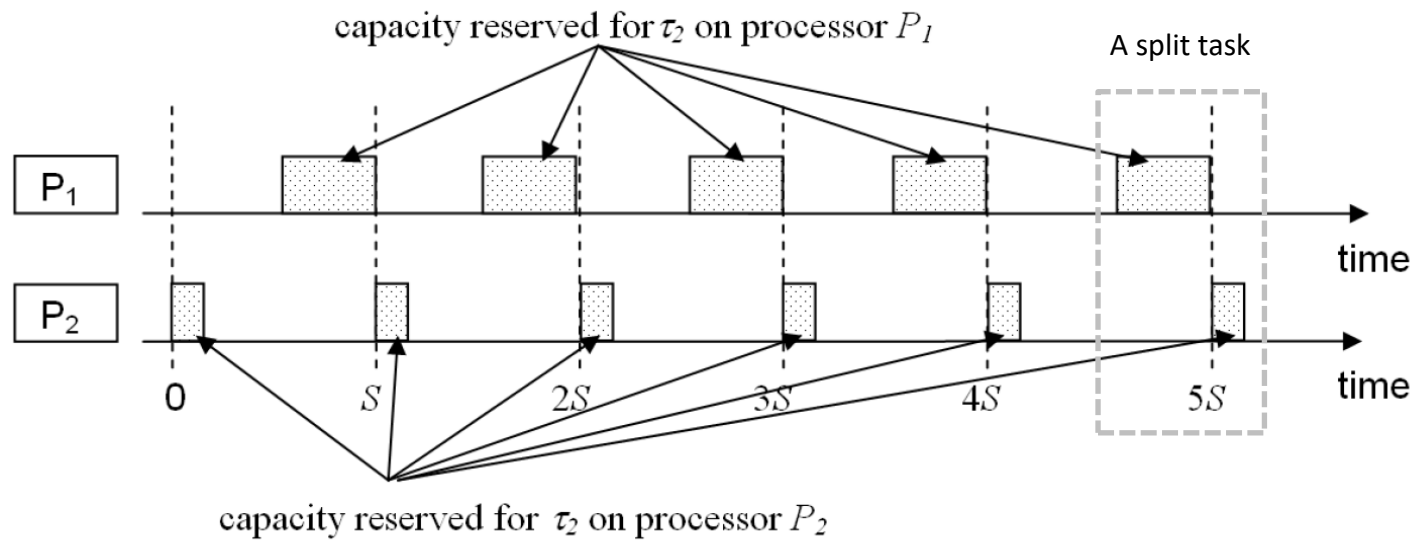 capacity reserved for τ2 on processor P1
A split task
P1
time
P2
0 S 2S 3S 4S 5S
time
capacity reserved for τ2 on processor P2